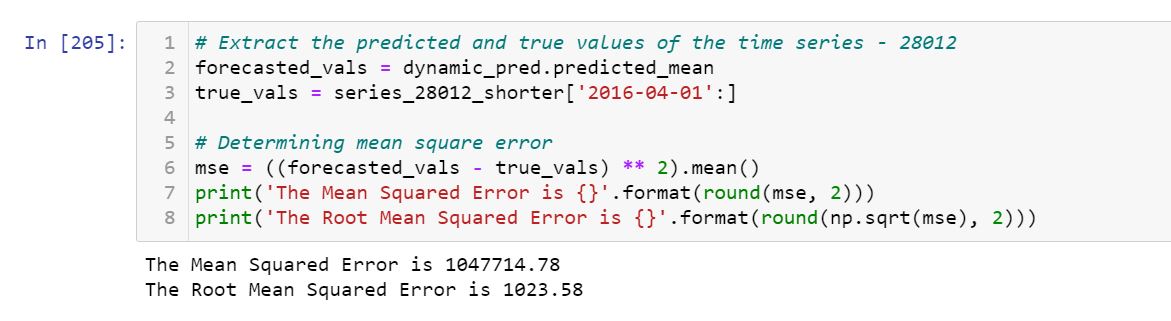 In [205]:
1 # Extract the predicted and true values of the time series - 28012
2 forecasted_vals = dynamic_pred.predicted_mean
3 true_vals = series_28012_shorter['2016-04-01':]
4
5 # Determining mean square error
6 mse = ((forecasted_vals - true_vals) ** 2).mean()
7 print('The Mean Squared Error is {}'.format(round(mse, 2)))
8 print('The Root Mean Squared Error is {}'.format(round(np.sqrt(mse), 2)))
The Mean Squared Error is 1047714.78
The Root Mean Squared Error is 1023.58